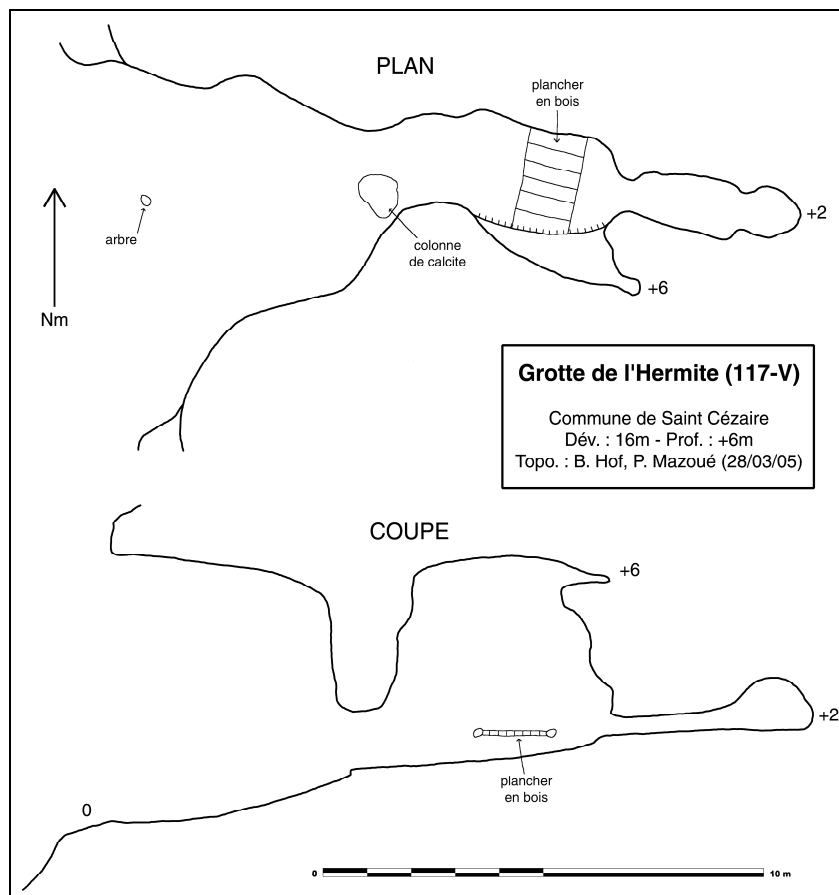 PLAN
plancher
en bois
+2
arbre
colonne
de calcite
+6
Nm
Grotte de l'Hermite (117-V)
Commune de Saint Cézaire
Dév. : 16m - Prof. : +6m
Topo. : B. Hof, P. Mazoué (28/03/05)
COUPE
+6
+2
plancher
en bois
0
0
10 m